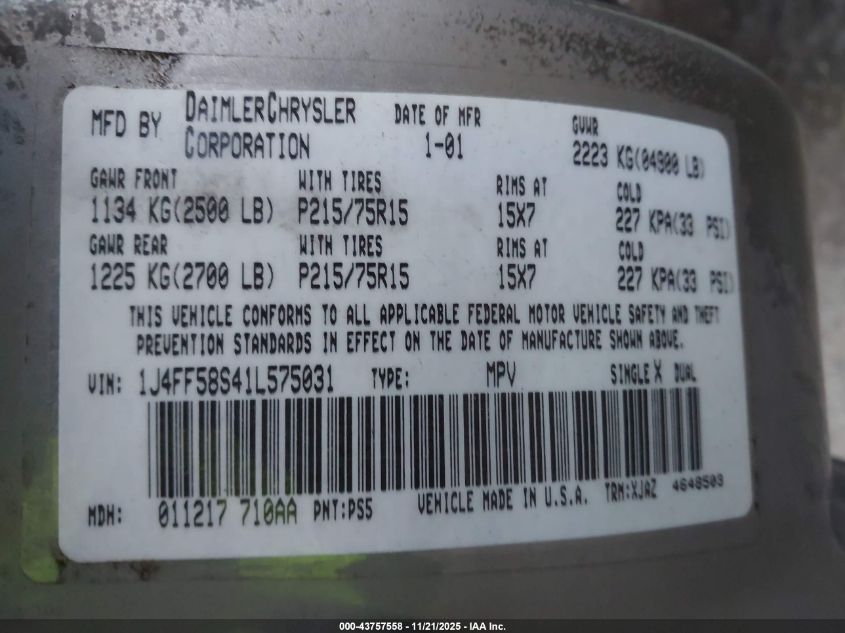 MFD BY DAIMLERCHRYSLER CORPORATION DATE OF MFR 1-01 GVWR 2223 KG(04900 LB)
GAWR FRONT WITH TIRES RIMS AT COLD
1134 KG(2500 LB) P215/75R15 15X7 227 KPA(33 PSI)
GAWR REAR WITH TIRES RIMS AT COLD
1225 KG(2700 LB) P215/75R15 15X7 227 KPA(33 PSI)
THIS VEHICLE CONFORMS TO ALL APPLICABLE FEDERAL MOTOR VEHICLE SAFETY AND THEFT
PREVENTION STANDARDS IN EFFECT ON THE DATE OF MANUFACTURE SHOWN ABOVE.
VIN: 1J4FF58S41L575031 TYPE: MPV SINGLE X DUAL
MDH: 011217 710AA PNT:PS5 VEHICLE MADE IN U.S.A. TRM:XJAZ 4648503
000-43757558 - 11/21/2025 - IAA Inc.